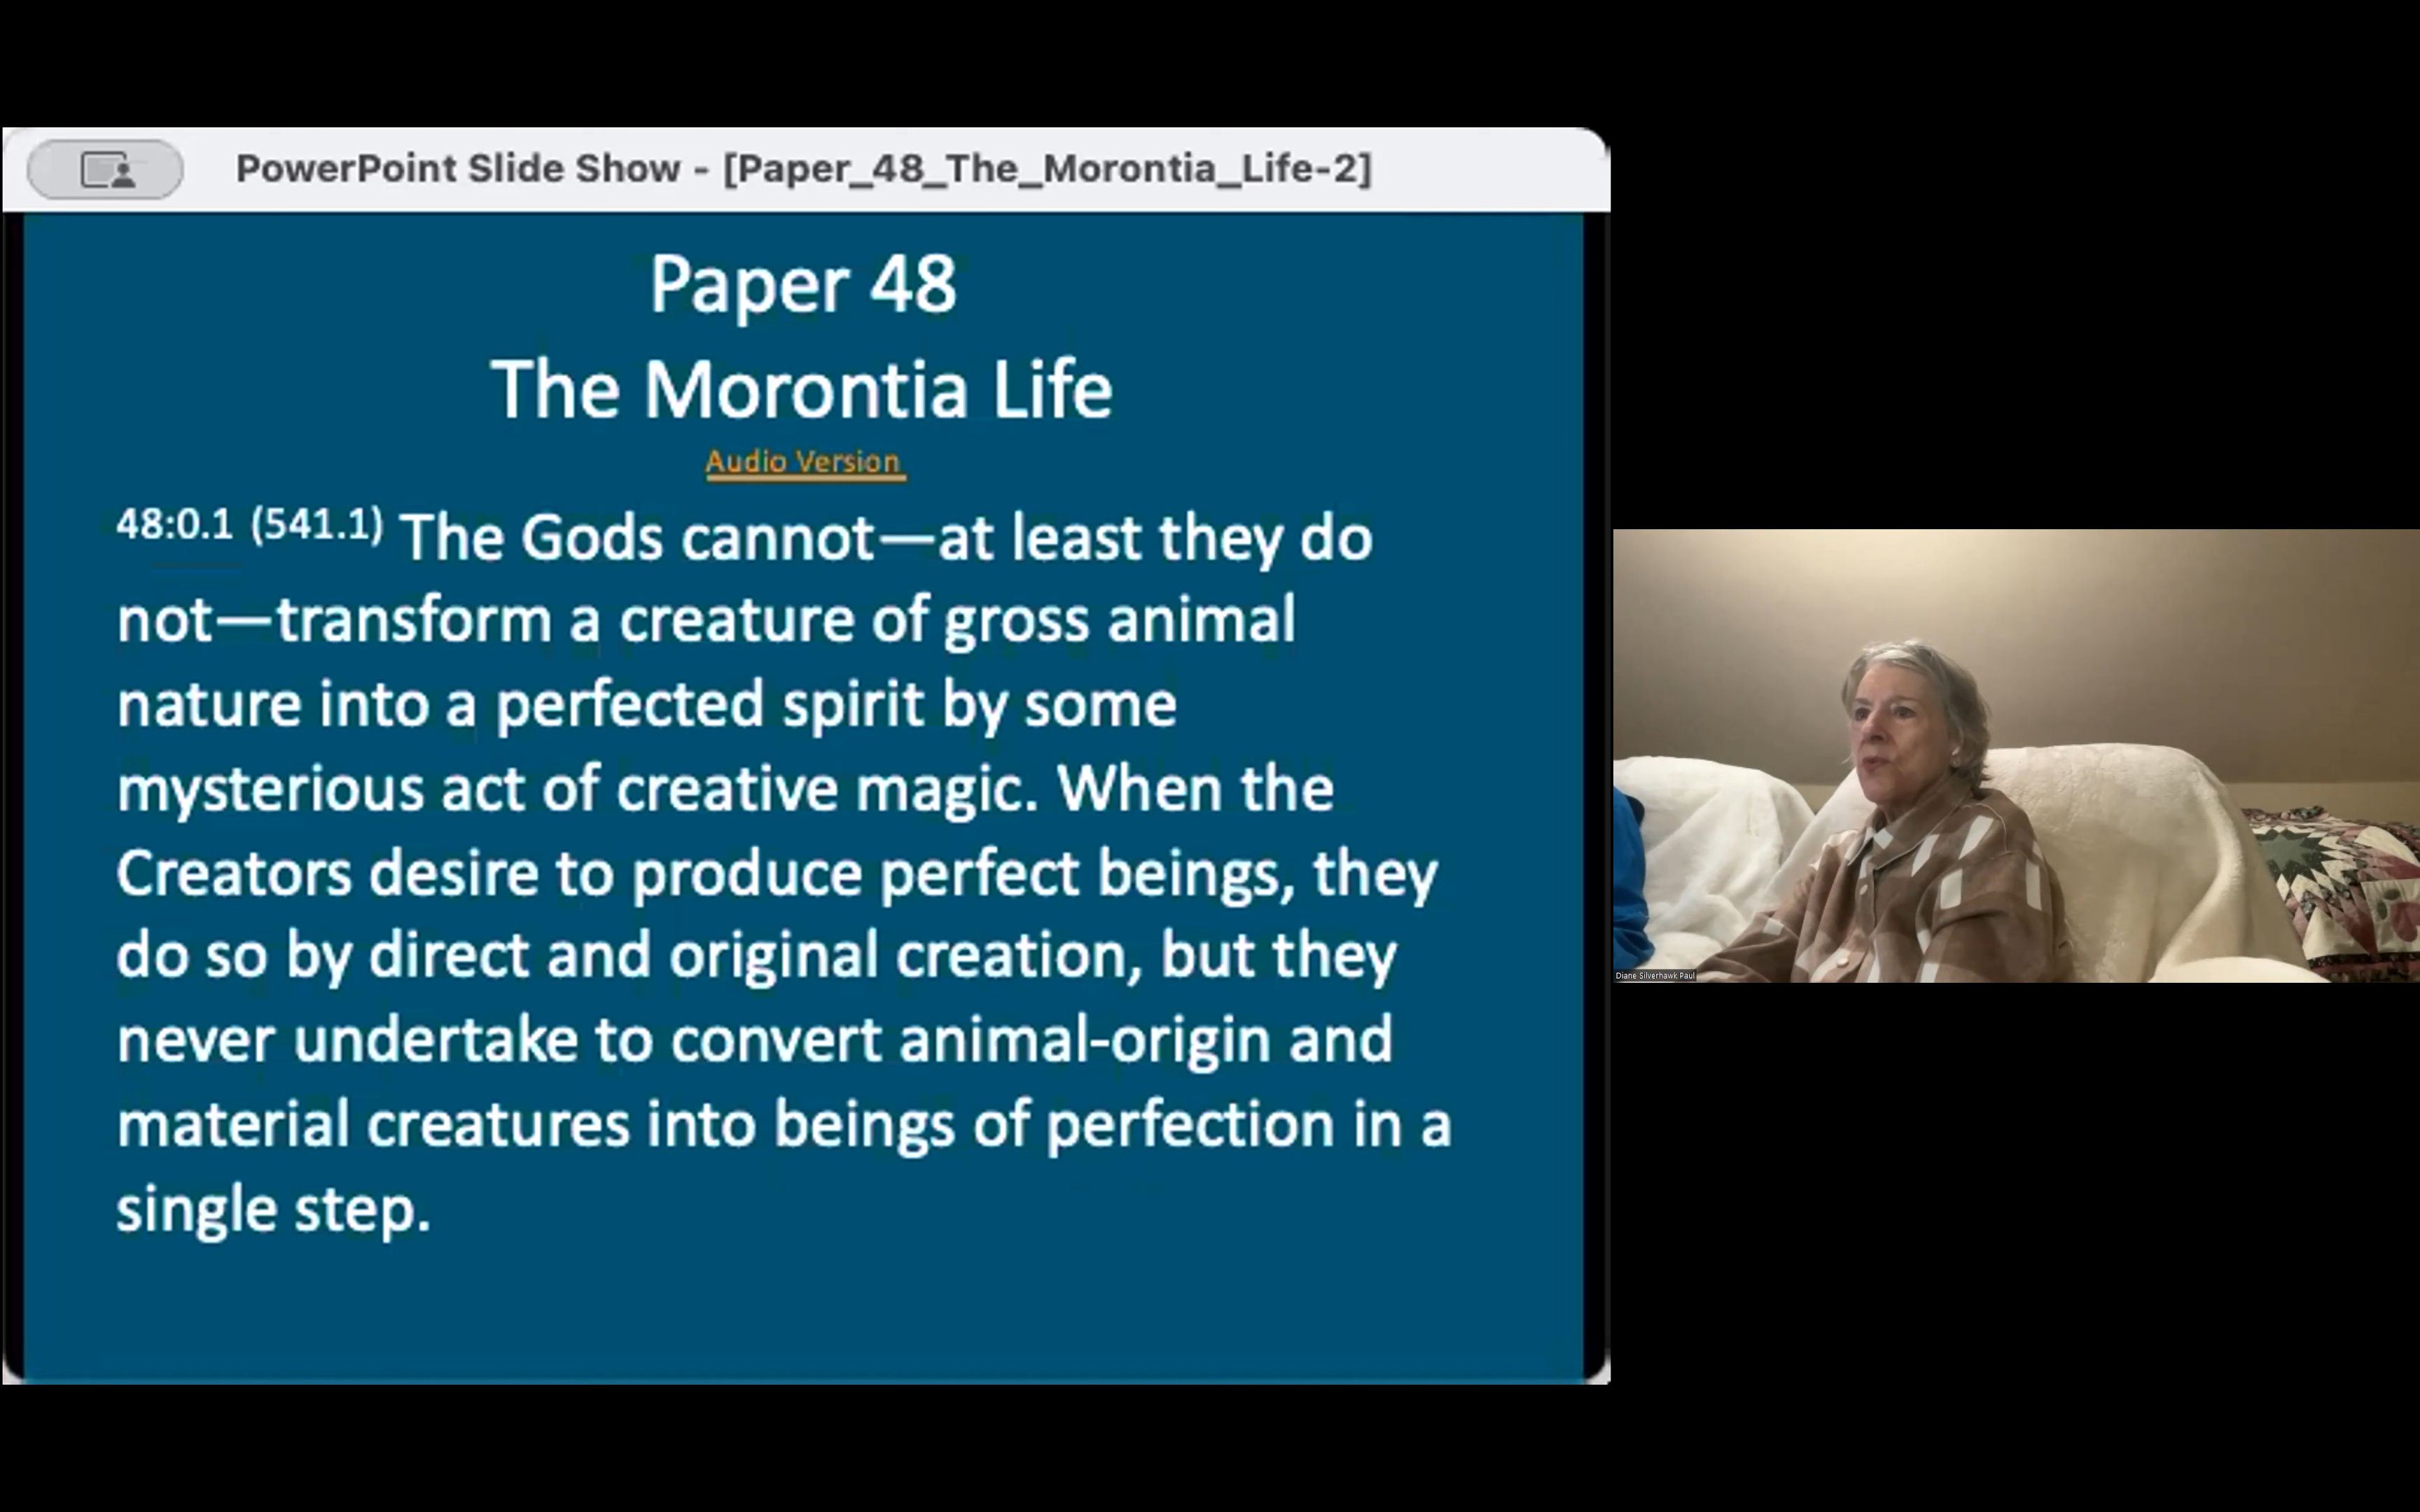 PowerPoint Slide Show - [Paper_48_The_Morontia_Life-2]
Paper 48
The Morontia Life
Audio Version
48:0.1 (541.1) The Gods cannot—at least they do
not—transform a creature of gross animal
nature into a perfected spirit by some
mysterious act of creative magic. When the
Creators desire to produce perfect beings, they
do so by direct and original creation, but they
never undertake to convert animal-origin and
material creatures into beings of perfection in a
single step.
Diane Silverhawk Paul